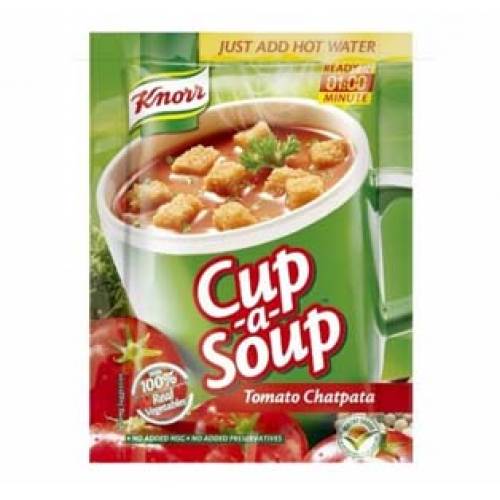 JUST ADD HOT WATER
READY IN
01:00
MINUTE
Knorr
Cup
-a-
Soup
Tomato Chatpata
100%
Real
Vegetables
• NO ADDED MSG • NO ADDED PRESERVATIVES